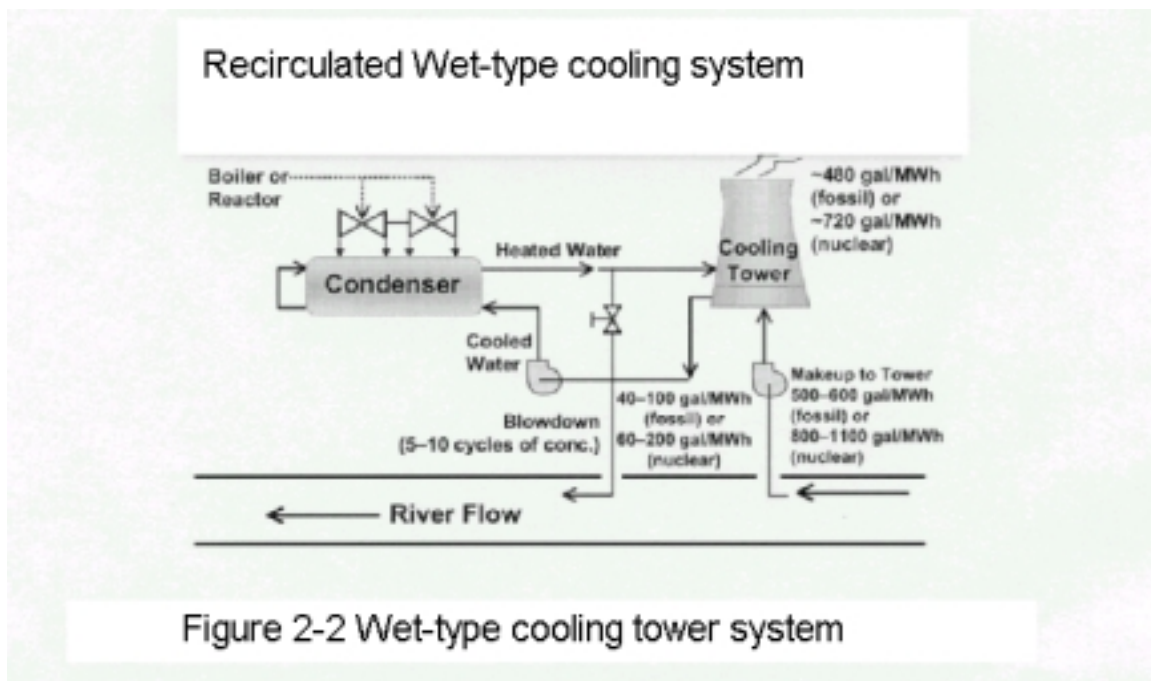 Recirculated Wet-type cooling system
Boiler or
Reactor
~480 gal/MWh
(fossil) or
~720 gal/MWh
(nuclear)
Cooling
Tower
Heated Water
Condenser
Cooled
Water
Makeup to Tower
500–600 gal/MWh
(fossil) or
800–1100 gal/MWh
(nuclear)
Blowdown
(5–10 cycles of conc.)
40–100 gal/MWh
(fossil) or
60–200 gal/MWh
(nuclear)
River Flow
Figure 2-2 Wet-type cooling tower system